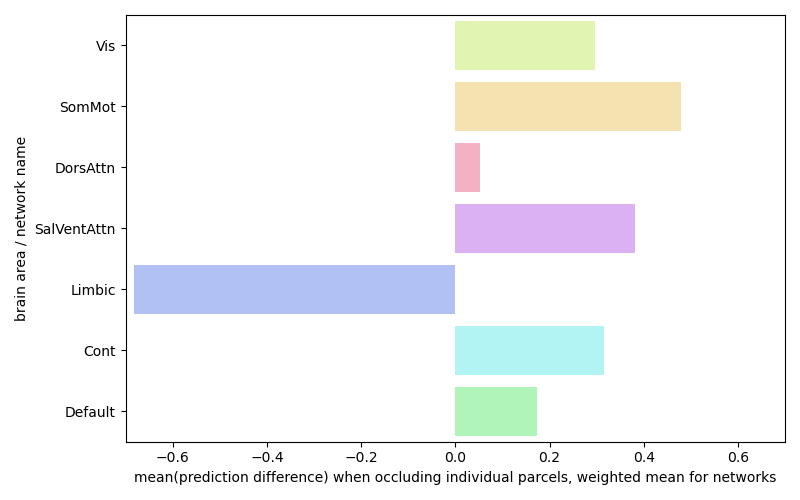 Vis
SomMot
DorsAttn
SalVentAttn
Limbic
Cont
Default
brain area / network name
−0.6 −0.4 −0.2 0.0 0.2 0.4 0.6
mean(prediction difference) when occluding individual parcels, weighted mean for networks